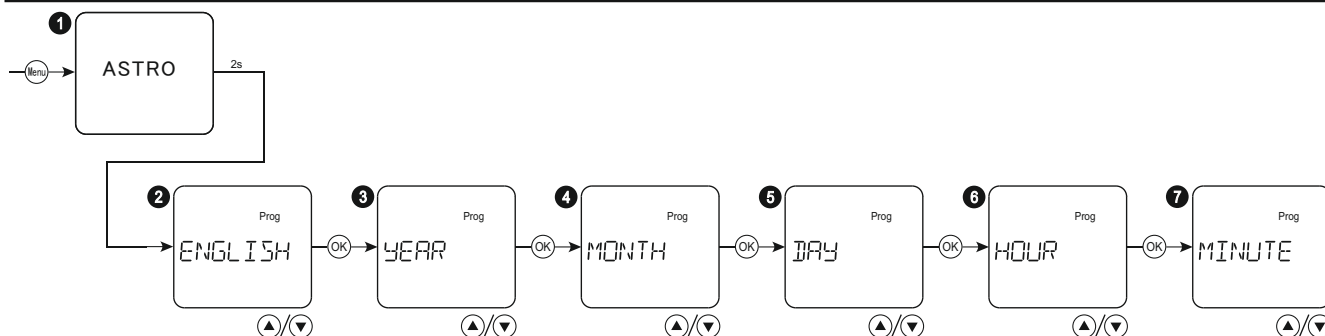 1
Menu
ASTRO
2s
2
Prog
ENGLISH
OK
3
Prog
YEAR
OK
4
Prog
MONTH
OK
5
Prog
DAY
OK
6
Prog
HOUR
OK
7
Prog
MINUTE
▲/▼
▲/▼
▲/▼
▲/▼
▲/▼
▲/▼